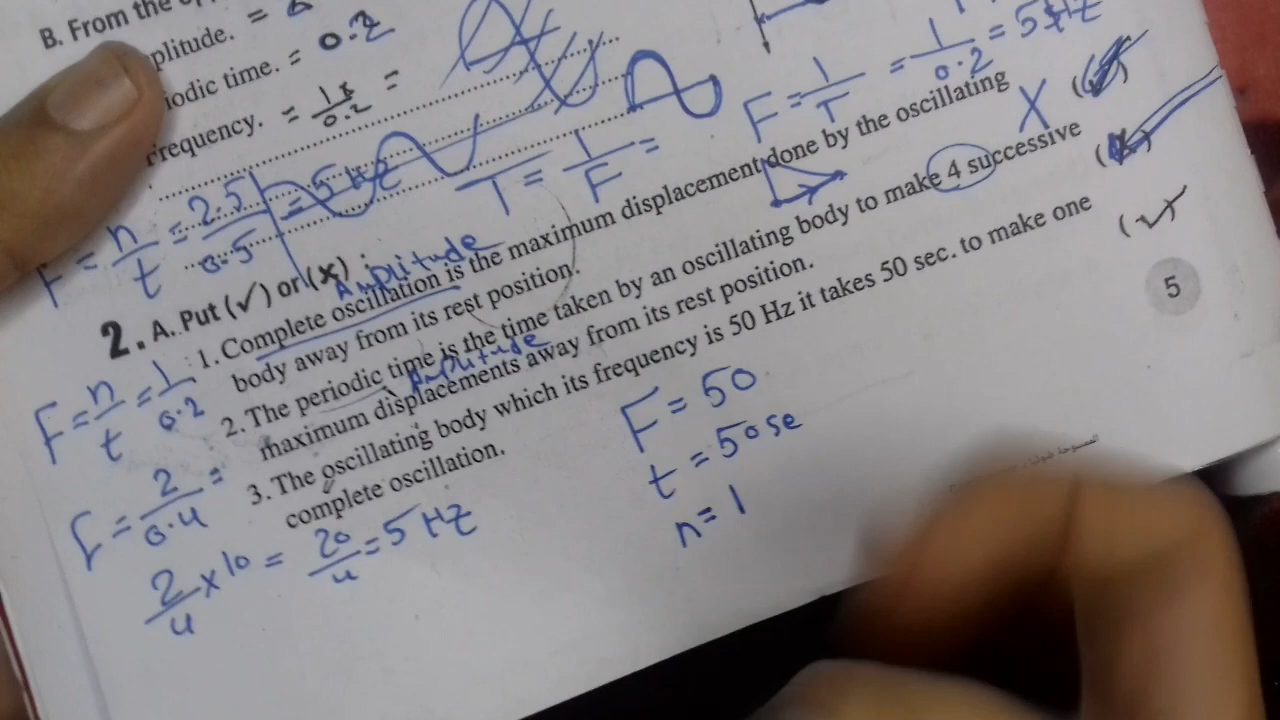 B. From the
plitude. =
iodic time. = 0.2
frequency. = 1/0.2 =
F = n/t = 2.5/0.5 = 5 Hz
T = 1/F =
F = 1/T = 1/0.2 = 5 Hz
2. A. Put (✓) or (x) :
Amplitude
1. Complete oscillation is the maximum displacement done by the oscillating
body away from its rest position.
X
2. The periodic time is the time taken by an oscillating body to make 4 successive
Amplitude
maximum displacements away from its rest position.
3. The oscillating body which its frequency is 50 Hz it takes 50 sec. to make one (✓)
complete oscillation.
F = n/t = 1/0.2
F = 2/0.4 =
2/4 x 10 = 20/4 = 5 Hz
F = 50
t = 50 se
n = 1
5